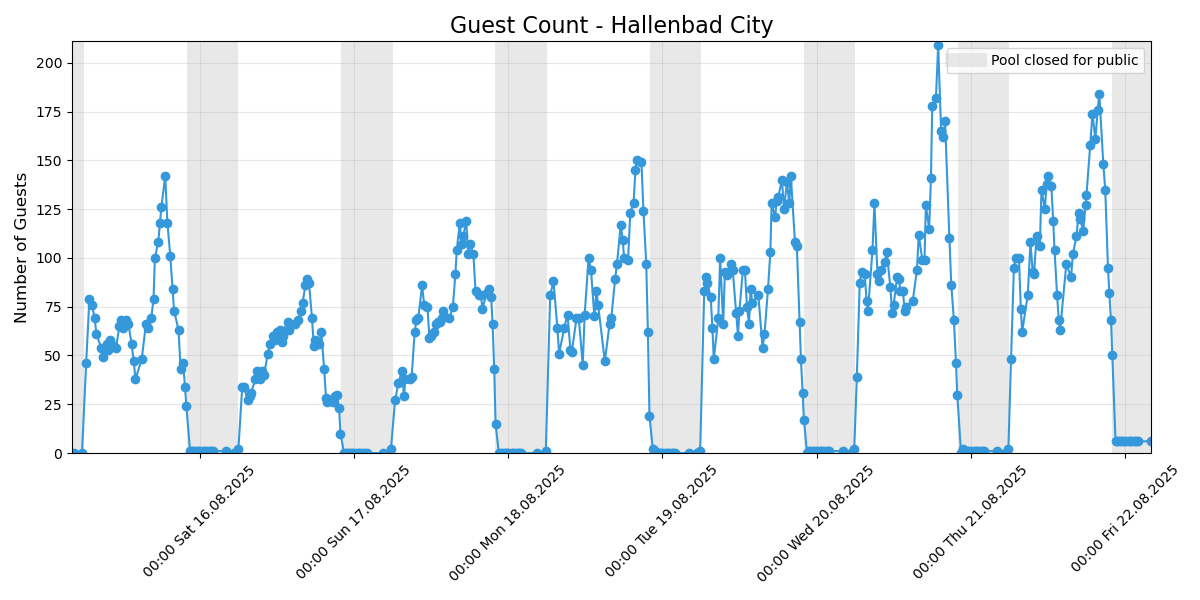 Guest Count - Hallenbad City
Pool closed for public
Number of Guests
200
175
150
125
100
75
50
25
0
00:00 Sat 16.08.2025
00:00 Sun 17.08.2025
00:00 Mon 18.08.2025
00:00 Tue 19.08.2025
00:00 Wed 20.08.2025
00:00 Thu 21.08.2025
00:00 Fri 22.08.2025